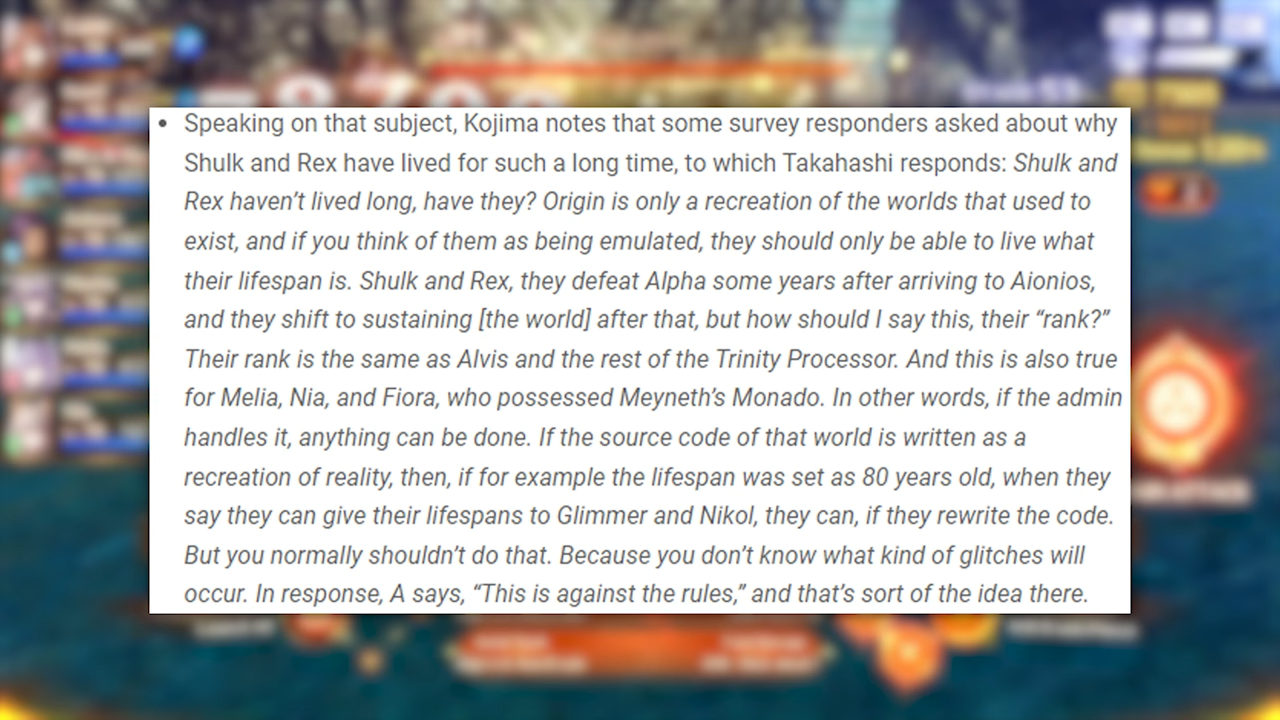 • Speaking on that subject, Kojima notes that some survey responders asked about why
Shulk and Rex have lived for such a long time, to which Takahashi responds: Shulk and
Rex haven’t lived long, have they? Origin is only a recreation of the worlds that used to
exist, and if you think of them as being emulated, they should only be able to live what
their lifespan is. Shulk and Rex, they defeat Alpha some years after arriving to Aionios,
and they shift to sustaining [the world] after that, but how should I say this, their “rank?”
Their rank is the same as Alvis and the rest of the Trinity Processor. And this is also true
for Melia, Nia, and Fiora, who possessed Meyneth’s Monado. In other words, if the admin
handles it, anything can be done. If the source code of that world is written as a
recreation of reality, then, if for example the lifespan was set as 80 years old, when they
say they can give their lifespans to Glimmer and Nikol, they can, if they rewrite the code.
But you normally shouldn’t do that. Because you don’t know what kind of glitches will
occur. In response, A says, “This is against the rules,” and that’s sort of the idea there.